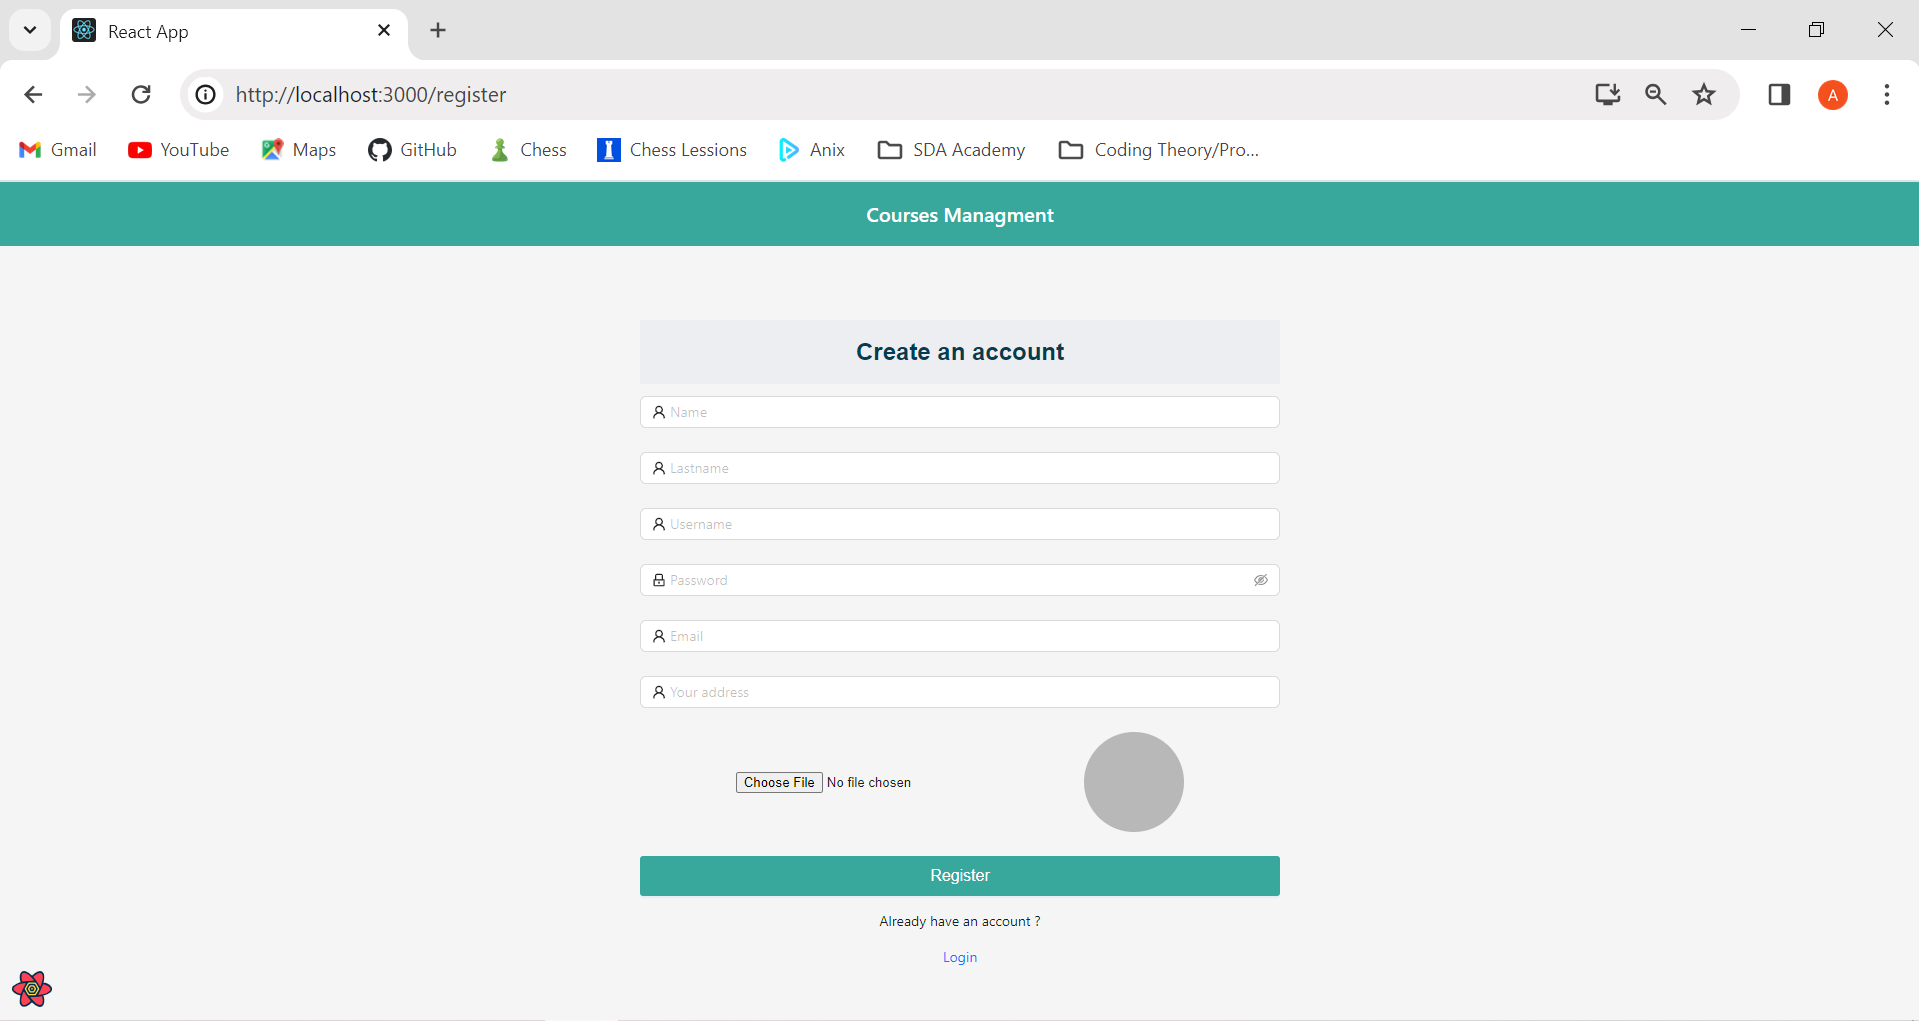 React App
http://localhost:3000/register
A
Gmail YouTube Maps GitHub Chess Chess Lessions Anix SDA Academy Coding Theory/Pro...
Courses Managment
Create an account
Name
Lastname
Username
Password
Email
Your address
Choose File No file chosen
Register
Already have an account ?
Login